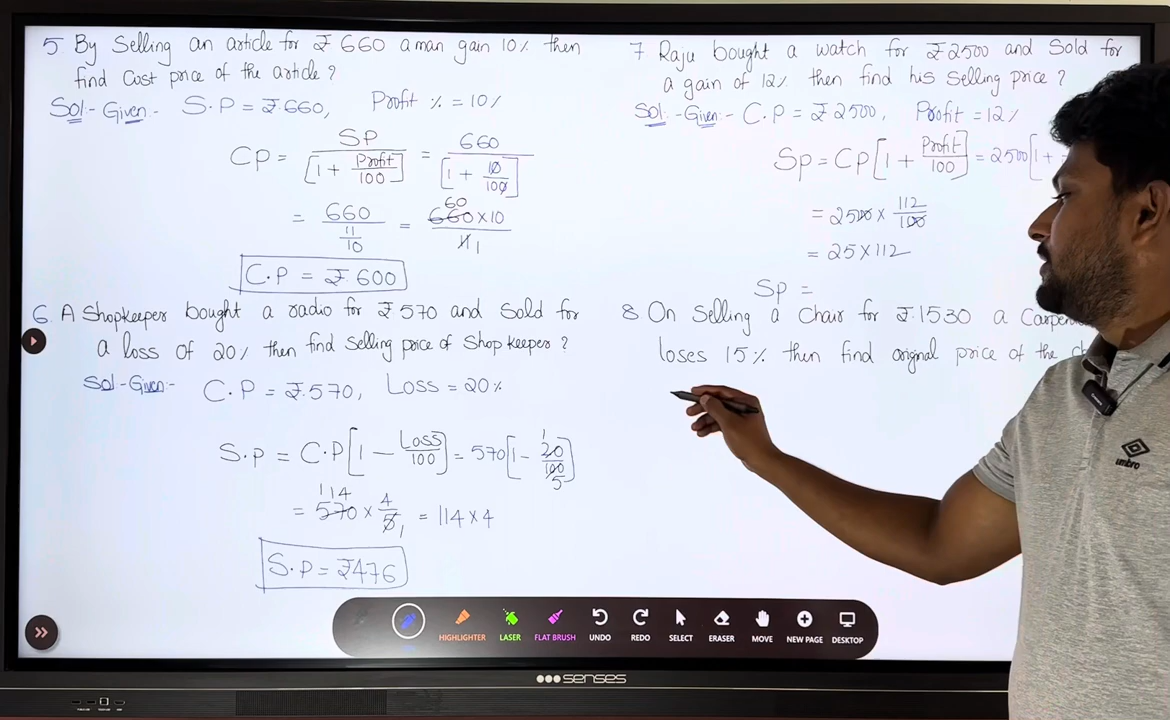 5 By Selling an article for ₹ 660 a man gain 10% then
find Cost price of the article ?
Sol:- Given:- S.P = ₹ 660, Profit % = 10%
CP = SP / [1 + Profit/100] = 660 / [1 + 10/100]
= 660 / 11/10 = 60 660 × 10 / 11 1
C.P = ₹ 600
6. A Shopkeeper bought a radio for ₹ 570 and Sold for
a loss of 20% then find Selling price of Shop keeper ?
Sol:- Given:- C.P = ₹.570, Loss = 20%
S.P = C.P [1 - Loss/100] = 570 [1 - 1 20/100 5]
= 114 570 × 4/5 1 = 114 × 4
S.P = ₹476
7 Raju bought a watch for ₹ 2500 and Sold for
a gain of 12% then find his Selling price ?
Sol:- Given:- C.P = ₹ 2500, Profit = 12%
SP = CP [1 + Profit/100] = 2500 [1 +
= 2500 × 112/100
= 25 × 112
SP =
8 On Selling a Chair for ₹.1530 a
loses 15% then find original price of the
HIGHLIGHTER LASER FLAT BRUSH UNDO REDO SELECT ERASER MOVE NEW PAGE DESKTOP
senses
umbro